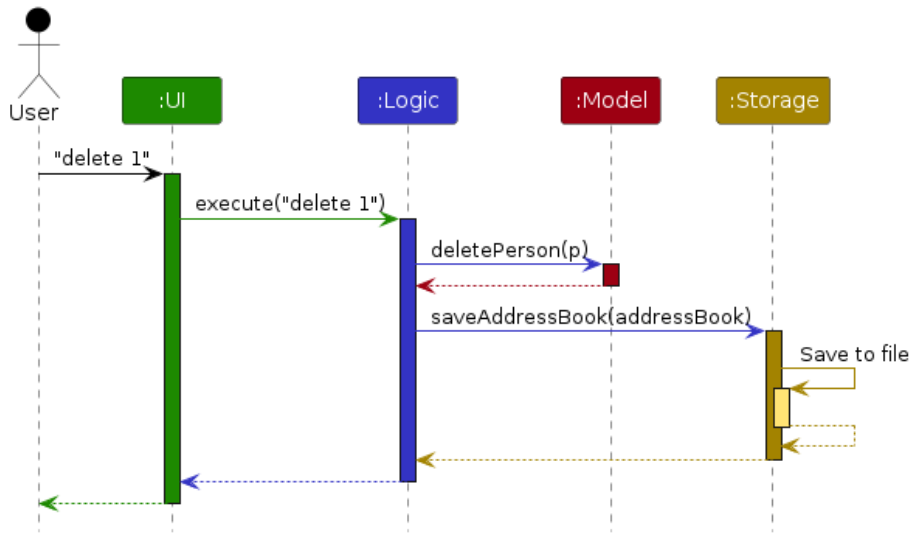 User
:UI
:Logic
:Model
:Storage
"delete 1"
execute("delete 1")
deletePerson(p)
saveAddressBook(addressBook)
Save to file